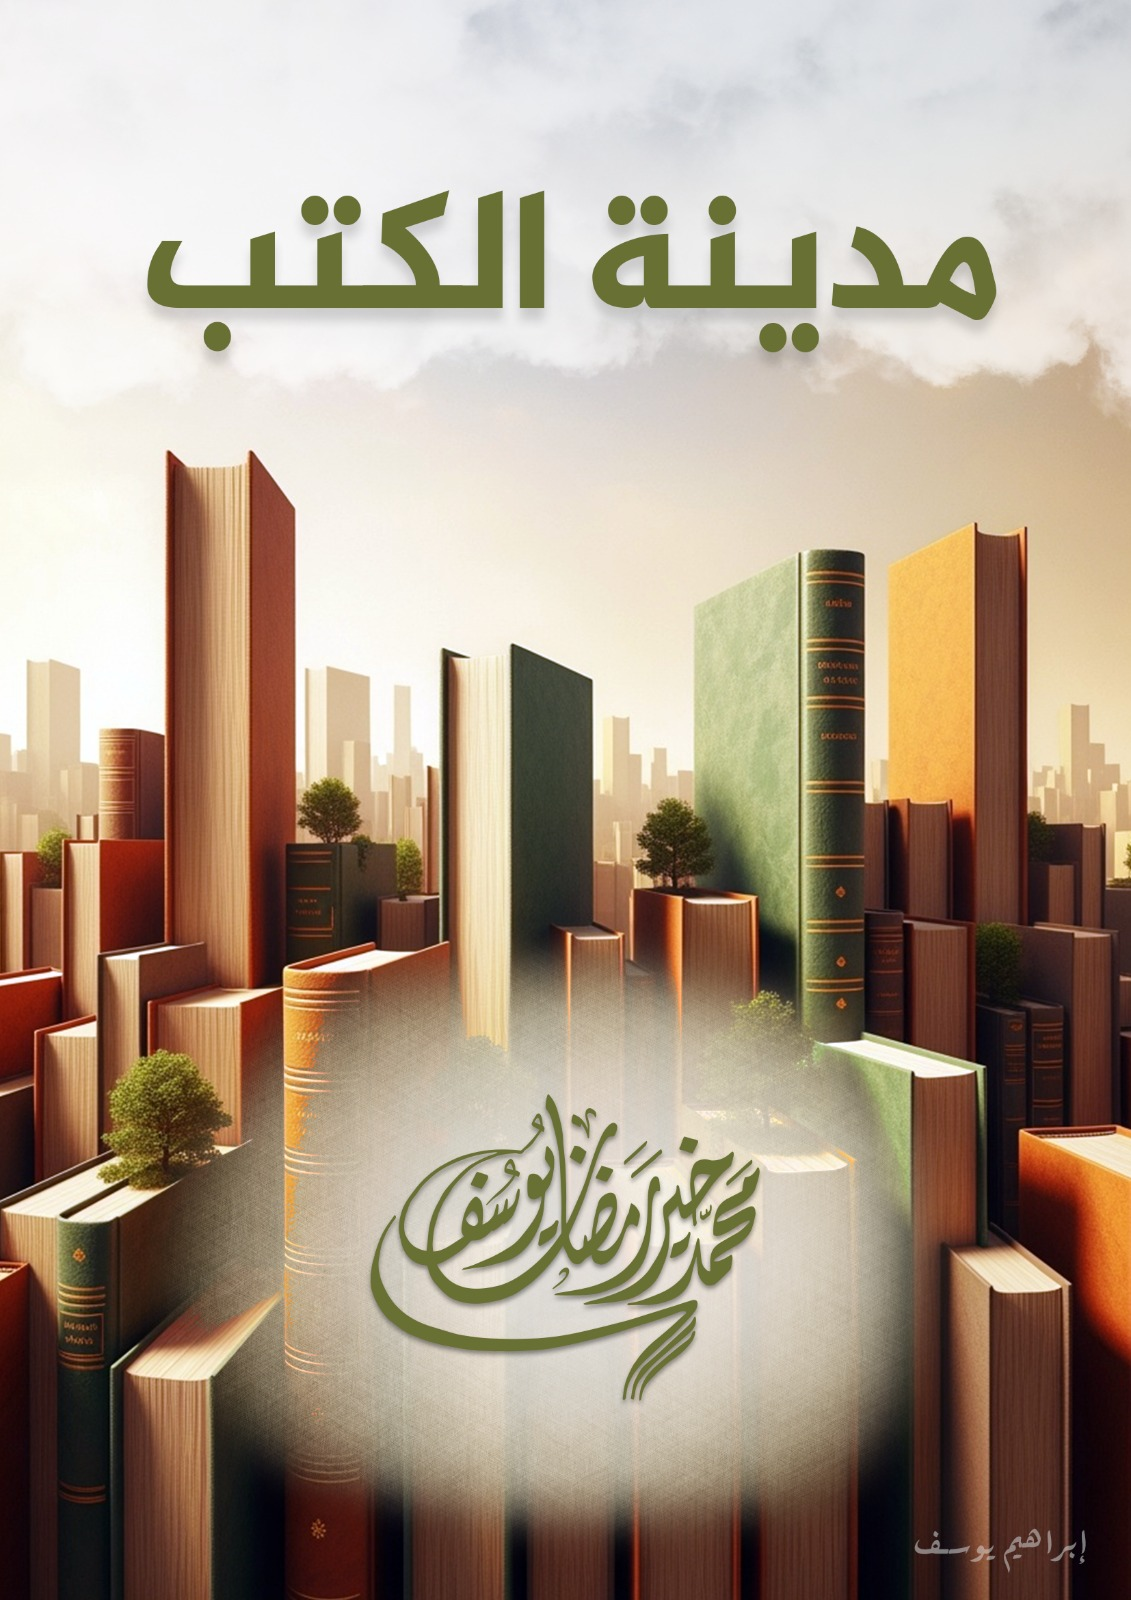 مدينة الكتب
محمد خير رمضان يوسف
إبراهيم يوسف